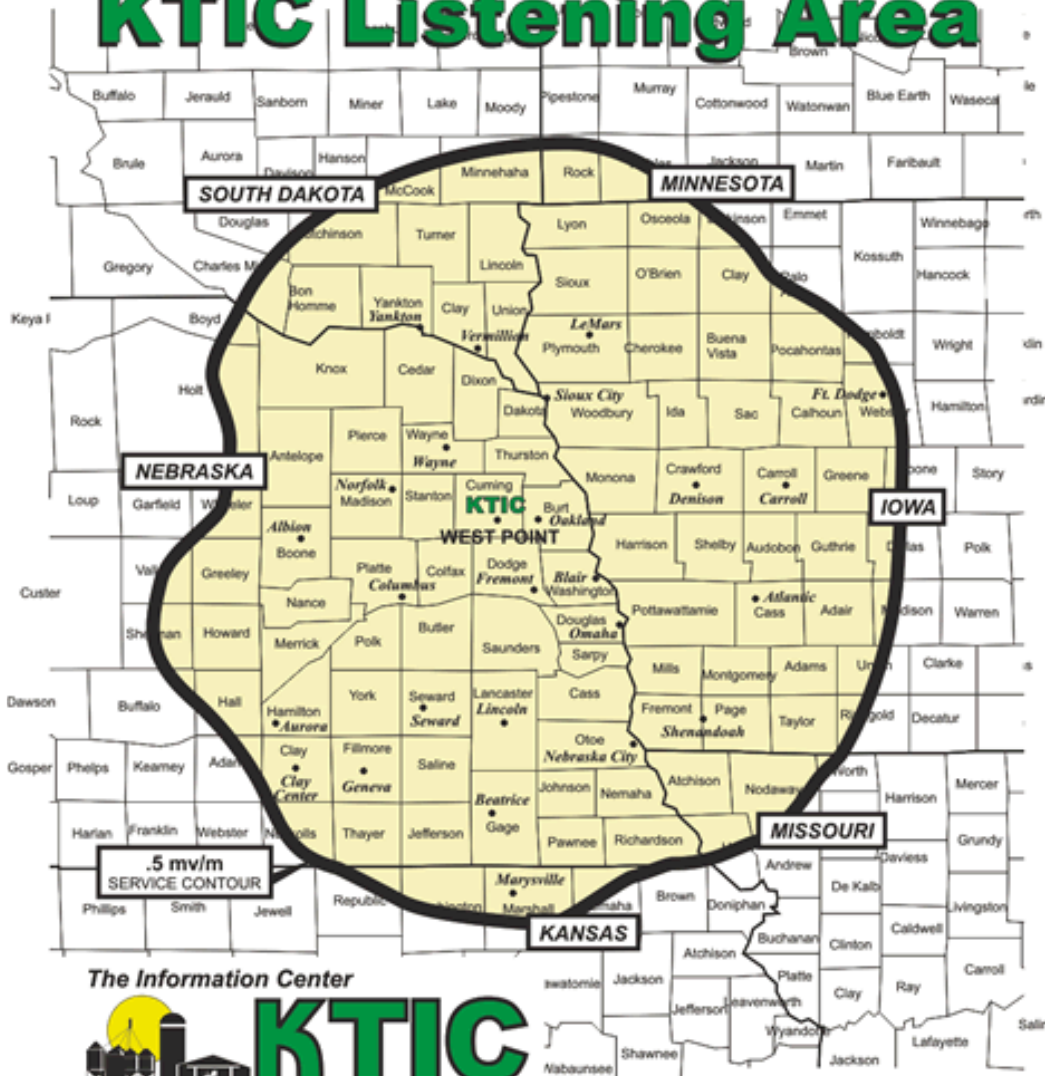 KTIC Listening Area
Brown
Buffalo
Jerauld
Sanborn
Miner
Lake
Moody
Pipestone
Murray
Cottonwood
Watonwan
Blue Earth
Waseca
Brule
Aurora
Davison
Hanson
McCook
Minnehaha
Rock
Jackson
Martin
Faribault
SOUTH DAKOTA
MINNESOTA
Douglas
Turner
Lyon
Osceola
Emmet
Winnebago
Gregory
Charles M
Lincoln
Sioux
O'Brien
Clay
Palo
Kossuth
Hancock
Bon
Homme
Yankton
Yankton
Clay
Union
Vermillion
LeMars
Plymouth
Cherokee
Buena
Vista
Pocahontas
Wright
Keya P
Boyd
Holt
Knox
Cedar
Dixon
Dakota
Sioux City
Woodbury
Ida
Sac
Calhoun
Ft. Dodge
Hamilton
Rock
Antelope
Pierce
Wayne
Wayne
Thurston
Monona
Crawford
Denison
Carroll
Carroll
Greene
Story
NEBRASKA
IOWA
Loup
Garfield
Norfolk
Madison
Stanton
Cuming
KTIC
WEST POINT
Burt
Oakland
Harrison
Shelby
Audubon
Guthrie
Polk
Albion
Boone
Custer
Greeley
Platte
Columbus
Colfax
Dodge
Fremont
Blair
Washington
Pottawattamie
Atlantic
Cass
Adair
Warren
Nance
Howard
Merrick
Polk
Butler
Saunders
Douglas
Omaha
Sarpy
Mills
Montgomery
Adams
Clarke
Dawson
Buffalo
Hall
Hamilton
Aurora
York
Seward
Seward
Lancaster
Lincoln
Cass
Fremont
Page
Shenandoah
Taylor
Decatur
Gosper
Phelps
Kearney
Clay
Clay
Center
Fillmore
Geneva
Saline
Otoe
Nebraska City
Johnson
Nemaha
Atchison
Nodaway
Worth
Harrison
Mercer
Harlan
Franklin
Webster
Thayer
Jefferson
Beatrice
Gage
Pawnee
Richardson
MISSOURI
Grundy
.5 mv/m
SERVICE CONTOUR
Andrew
Daviess
De Kalb
Phillips
Smith
Jewell
Republic
Marysville
Marshall
Brown
Doniphan
Livingston
KANSAS
Buchanan
Clinton
Caldwell
Atchison
Jackson
Platte
Clay
Ray
Carroll
Jefferson
Leavenworth
Wyandotte
Lafayette
Shawnee
Jackson
Wabaunsee
The Information Center
KTIC